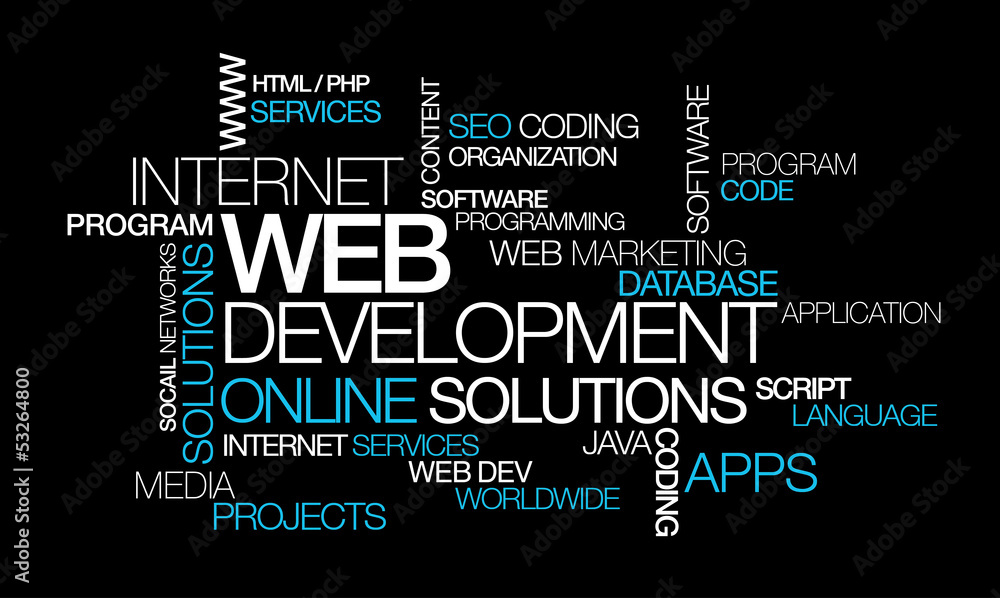 WWW
HTML / PHP
SERVICES
CONTENT
SEO CODING
ORGANIZATION
SOFTWARE
PROGRAM
CODE
INTERNET
SOFTWARE
PROGRAMMING
PROGRAM
WEB
WEB MARKETING
DATABASE
SOCAIL NETWORKS
SOLUTIONS
DEVELOPMENT
APPLICATION
ONLINE SOLUTIONS
SCRIPT
LANGUAGE
INTERNET SERVICES
JAVA
CODING
WEB DEV
APPS
MEDIA
WORLDWIDE
PROJECTS
Adobe Stock | #53264800
Adobe Stock